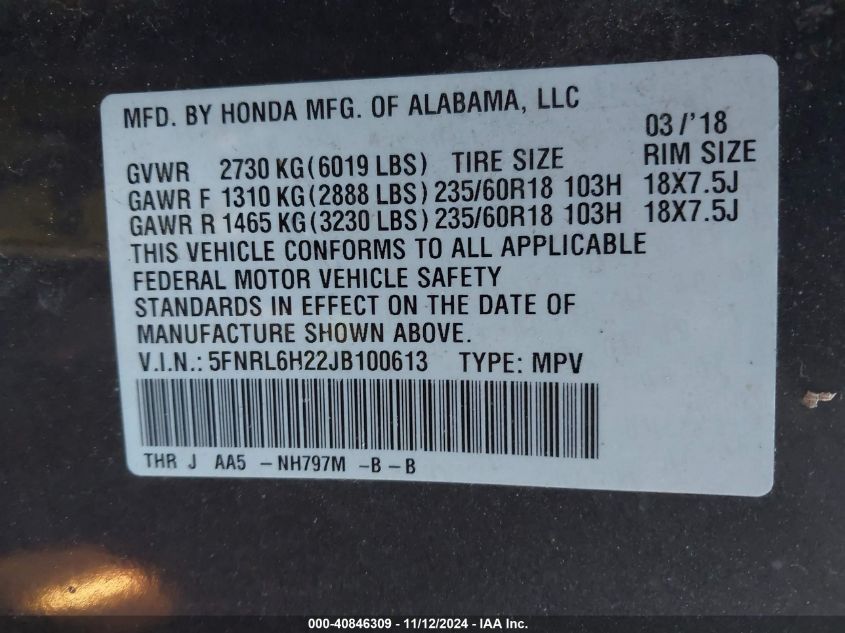 MFD. BY HONDA MFG. OF ALABAMA, LLC
03/'18
GVWR 2730 KG(6019 LBS) TIRE SIZE RIM SIZE
GAWR F 1310 KG(2888 LBS) 235/60R18 103H 18X7.5J
GAWR R 1465 KG(3230 LBS) 235/60R18 103H 18X7.5J
THIS VEHICLE CONFORMS TO ALL APPLICABLE
FEDERAL MOTOR VEHICLE SAFETY
STANDARDS IN EFFECT ON THE DATE OF
MANUFACTURE SHOWN ABOVE.
V.I.N.: 5FNRL6H22JB100613 TYPE: MPV
THR J AA5 - NH797M -B - B
000-40846309 - 11/12/2024 - IAA Inc.